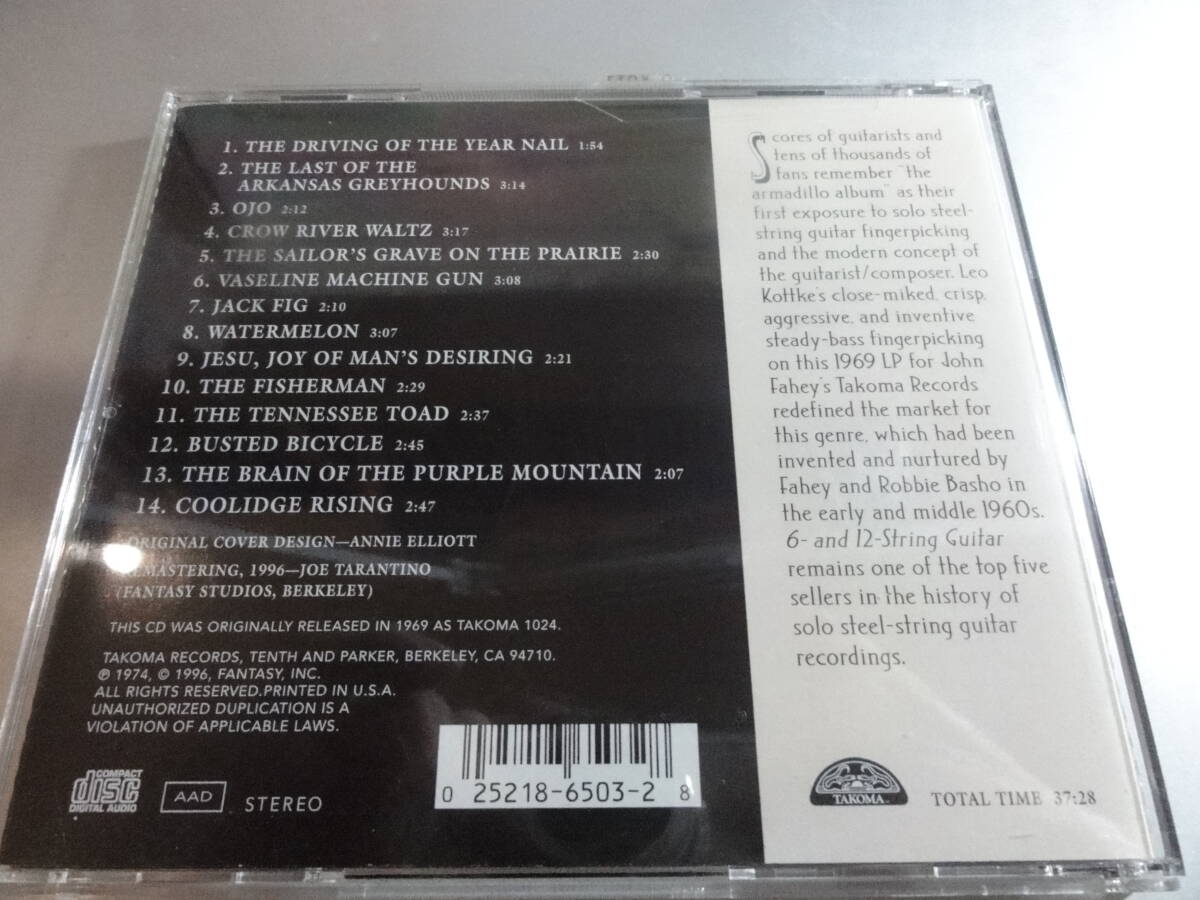 1. THE DRIVING OF THE YEAR NAIL 1:54
2. THE LAST OF THE
ARKANSAS GREYHOUNDS 3:14
3. OJO 2:12
4. CROW RIVER WALTZ 3:17
5. THE SAILOR'S GRAVE ON THE PRAIRIE 2:30
6. VASELINE MACHINE GUN 3:08
7. JACK FIG 2:10
8. WATERMELON 3:07
9. JESU, JOY OF MAN'S DESIRING 2:21
10. THE FISHERMAN 2:29
11. THE TENNESSEE TOAD 2:37
12. BUSTED BICYCLE 2:45
13. THE BRAIN OF THE PURPLE MOUNTAIN 2:07
14. COOLIDGE RISING 2:47
ORIGINAL COVER DESIGN—ANNIE ELLIOTT
REMASTERING, 1996—JOE TARANTINO
(FANTASY STUDIOS, BERKELEY)
THIS CD WAS ORIGINALLY RELEASED IN 1969 AS TAKOMA 1024.
TAKOMA RECORDS, TENTH AND PARKER, BERKELEY, CA 94710.
℗ 1974, © 1996, FANTASY, INC.
ALL RIGHTS RESERVED.PRINTED IN U.S.A.
UNAUTHORIZED DUPLICATION IS A
VIOLATION OF APPLICABLE LAWS.
COMPACT
disc
DIGITAL AUDIO
AAD
STEREO
0 25218-6503-2 8
Scores of guitarists and
tens of thousands of
fans remember "the
armadillo album" as their
first exposure to solo steel-
string guitar fingerpicking
and the modern concept of
the guitarist/composer. Leo
Kottke's close-miked, crisp,
aggressive, and inventive
steady-bass fingerpicking
on this 1969 LP for John
Fahey's Takoma Records
redefined the market for
this genre, which had been
invented and nurtured by
Fahey and Robbie Basho in
the early and middle 1960s.
6- and 12-String Guitar
remains one of the top five
sellers in the history of
solo steel-string guitar
recordings.
TAKOMA
TOTAL TIME 37:28